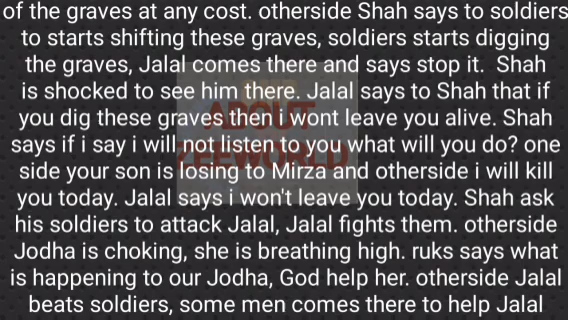 of the graves at any cost. otherside Shah says to soldiers
to starts shifting these graves, soldiers starts digging
the graves, Jalal comes there and says stop it. Shah
is shocked to see him there. Jalal says to Shah that if
you dig these graves then i wont leave you alive. Shah
says if i say i will not listen to you what will you do? one
side your son is losing to Mirza and otherside i will kill
you today. Jalal says i won't leave you today. Shah ask
his soldiers to attack Jalal, Jalal fights them. otherside
Jodha is choking, she is breathing high. ruks says what
is happening to our Jodha, God help her. otherside Jalal
beats soldiers, some men comes there to help Jalal
ABOUT
ZEEWORLD